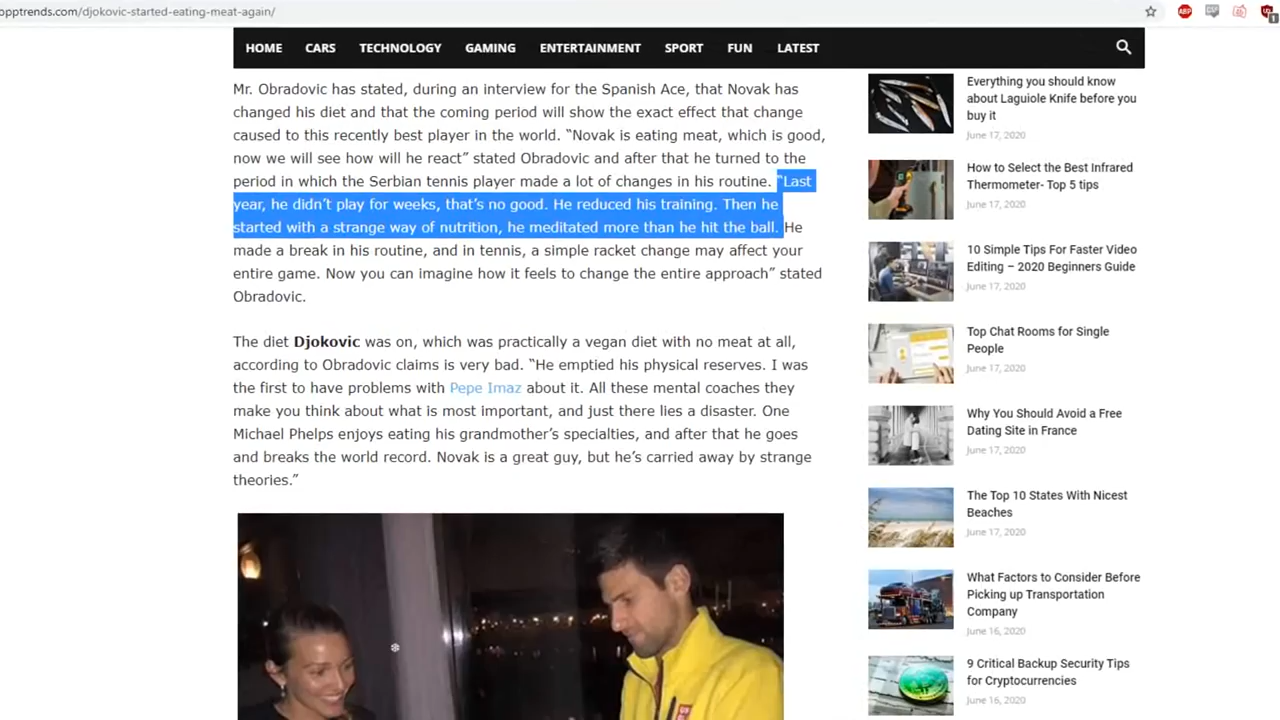 opptrends.com/djokovic-started-eating-meat-again/
ABP
1
HOME CARS TECHNOLOGY GAMING ENTERTAINMENT SPORT FUN LATEST
Mr. Obradovic has stated, during an interview for the Spanish Ace, that Novak has
changed his diet and that the coming period will show the exact effect that change
caused to this recently best player in the world. “Novak is eating meat, which is good,
now we will see how will he react” stated Obradovic and after that he turned to the
period in which the Serbian tennis player made a lot of changes in his routine. “Last
year, he didn’t play for weeks, that’s no good. He reduced his training. Then he
started with a strange way of nutrition, he meditated more than he hit the ball. He
made a break in his routine, and in tennis, a simple racket change may affect your
entire game. Now you can imagine how it feels to change the entire approach” stated
Obradovic.
The diet Djokovic was on, which was practically a vegan diet with no meat at all,
according to Obradovic claims is very bad. “He emptied his physical reserves. I was
the first to have problems with Pepe Imaz about it. All these mental coaches they
make you think about what is most important, and just there lies a disaster. One
Michael Phelps enjoys eating his grandmother’s specialties, and after that he goes
and breaks the world record. Novak is a great guy, but he’s carried away by strange
theories.”
Everything you should know
about Laguiole Knife before you
buy it
June 17, 2020
How to Select the Best Infrared
Thermometer- Top 5 tips
June 17, 2020
10 Simple Tips For Faster Video
Editing – 2020 Beginners Guide
June 17, 2020
Top Chat Rooms for Single
People
June 17, 2020
Why You Should Avoid a Free
Dating Site in France
June 17, 2020
The Top 10 States With Nicest
Beaches
June 17, 2020
What Factors to Consider Before
Picking up Transportation
Company
June 16, 2020
9 Critical Backup Security Tips
for Cryptocurrencies
June 16, 2020